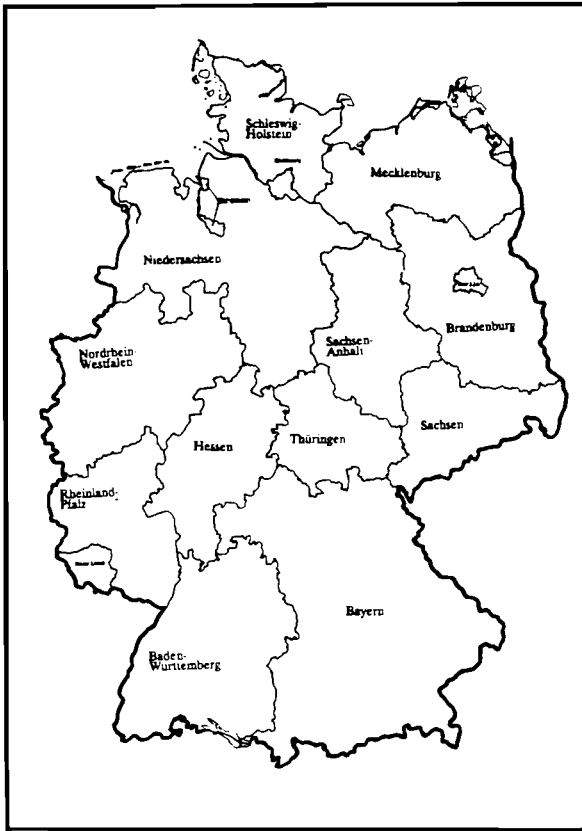 Schleswig-
Holstein
Mecklenburg
Niedersachsen
Brandenburg
Sachsen-
Anhalt
Nordrhein-
Westfalen
Sachsen
Hessen
Thüringen
Rheinland-
Pfalz
Bayern
Baden-
Württemberg